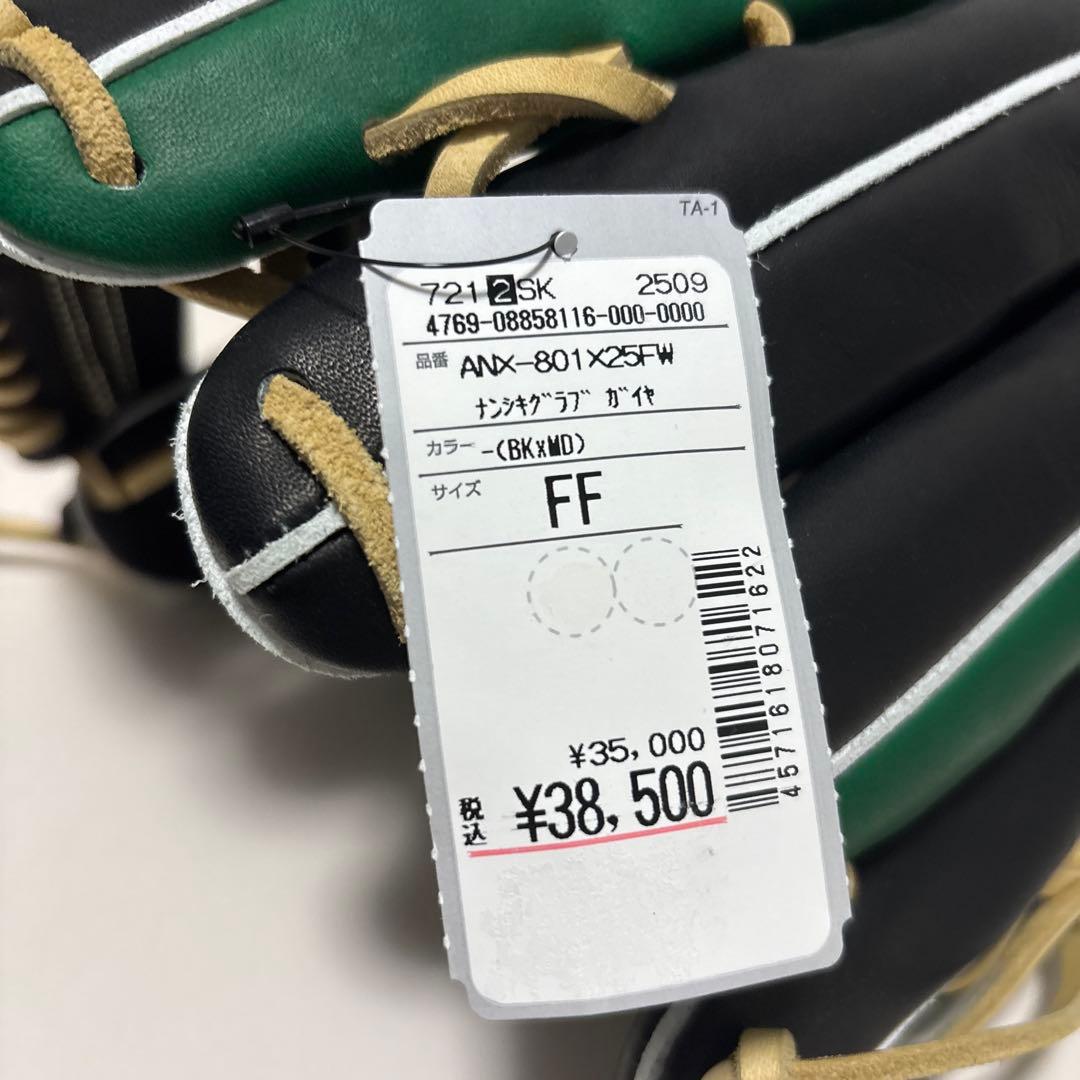 TA-1
721 2 SK 2509
4769-08858116-000-0000
品番 ANX-801X25FW
ナンシキグラブ ガイヤ
カラー -(BKxMD)
サイズ FF
4571618071622
¥35,000
税込 ¥38,500